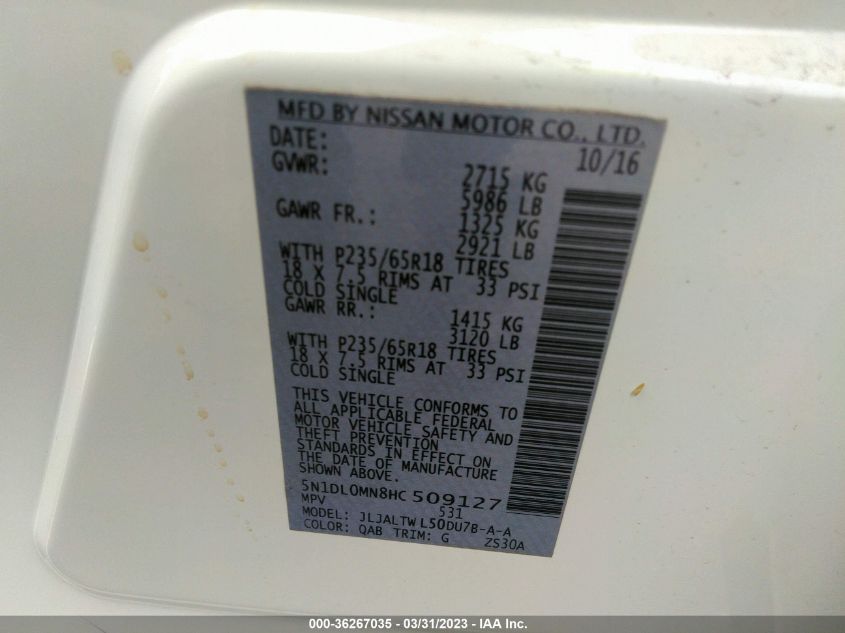 MFD BY NISSAN MOTOR CO., LTD.
DATE: 10/16
GVWR: 2715 KG
5986 LB
GAWR FR.: 1325 KG
2921 LB
WITH P235/65R18 TIRES
18 X 7.5 RIMS AT 33 PSI
COLD SINGLE
GAWR RR.: 1415 KG
3120 LB
WITH P235/65R18 TIRES
18 X 7.5 RIMS AT 33 PSI
COLD SINGLE
THIS VEHICLE CONFORMS TO
ALL APPLICABLE FEDERAL
MOTOR VEHICLE SAFETY AND
THEFT PREVENTION
STANDARDS IN EFFECT ON
THE DATE OF MANUFACTURE
SHOWN ABOVE.
5N1DL0MN8HC 509127
MPV 531
MODEL: JLJALTW L50DU7B-A-A
COLOR: QAB TRIM: G ZS30A
000-36267035 - 03/31/2023 - IAA Inc.